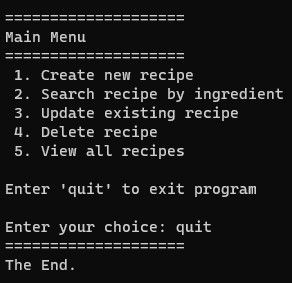 ====================
Main Menu
====================
1. Create new recipe
2. Search recipe by ingredient
3. Update existing recipe
4. Delete recipe
5. View all recipes
Enter 'quit' to exit program
Enter your choice: quit
====================
The End.